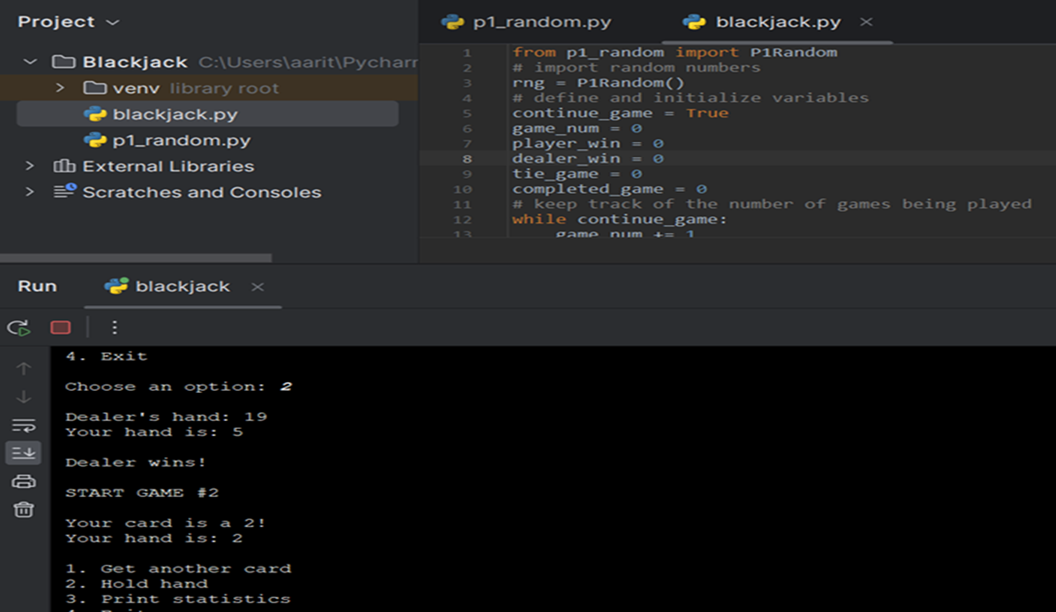 Project
Blackjack C:\Users\aarit\Pychar
venv library root
blackjack.py
p1_random.py
External Libraries
Scratches and Consoles
p1_random.py
blackjack.py
1 from p1_random import P1Random
2 # import random numbers
3 rng = P1Random()
4 # define and initialize variables
5 continue_game = True
6 game_num = 0
7 player_win = 0
8 dealer_win = 0
9 tie_game = 0
10 completed_game = 0
11 # keep track of the number of games being played
12 while continue_game:
13 game_num += 1
Run
blackjack
4. Exit
Choose an option: 2
Dealer's hand: 19
Your hand is: 5
Dealer wins!
START GAME #2
Your card is a 2!
Your hand is: 2
1. Get another card
2. Hold hand
3. Print statistics